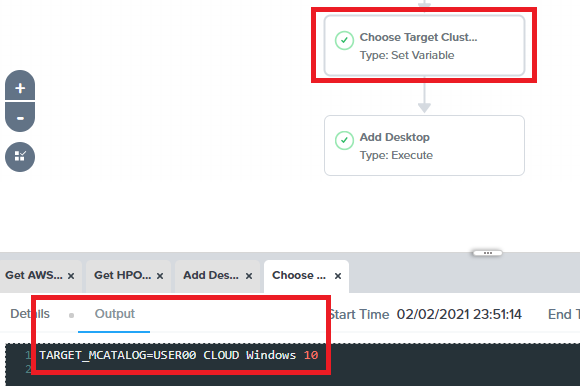 Choose Target Clust...
Type: Set Variable
+
-
Add Desktop
Type: Execute
Get AWS... × Get HPO... × Add Des... × Choose ... ×
Details Output Start Time 02/02/2021 23:51:14 End T
1 TARGET_MCATALOG=USER00 CLOUD Windows 10
2